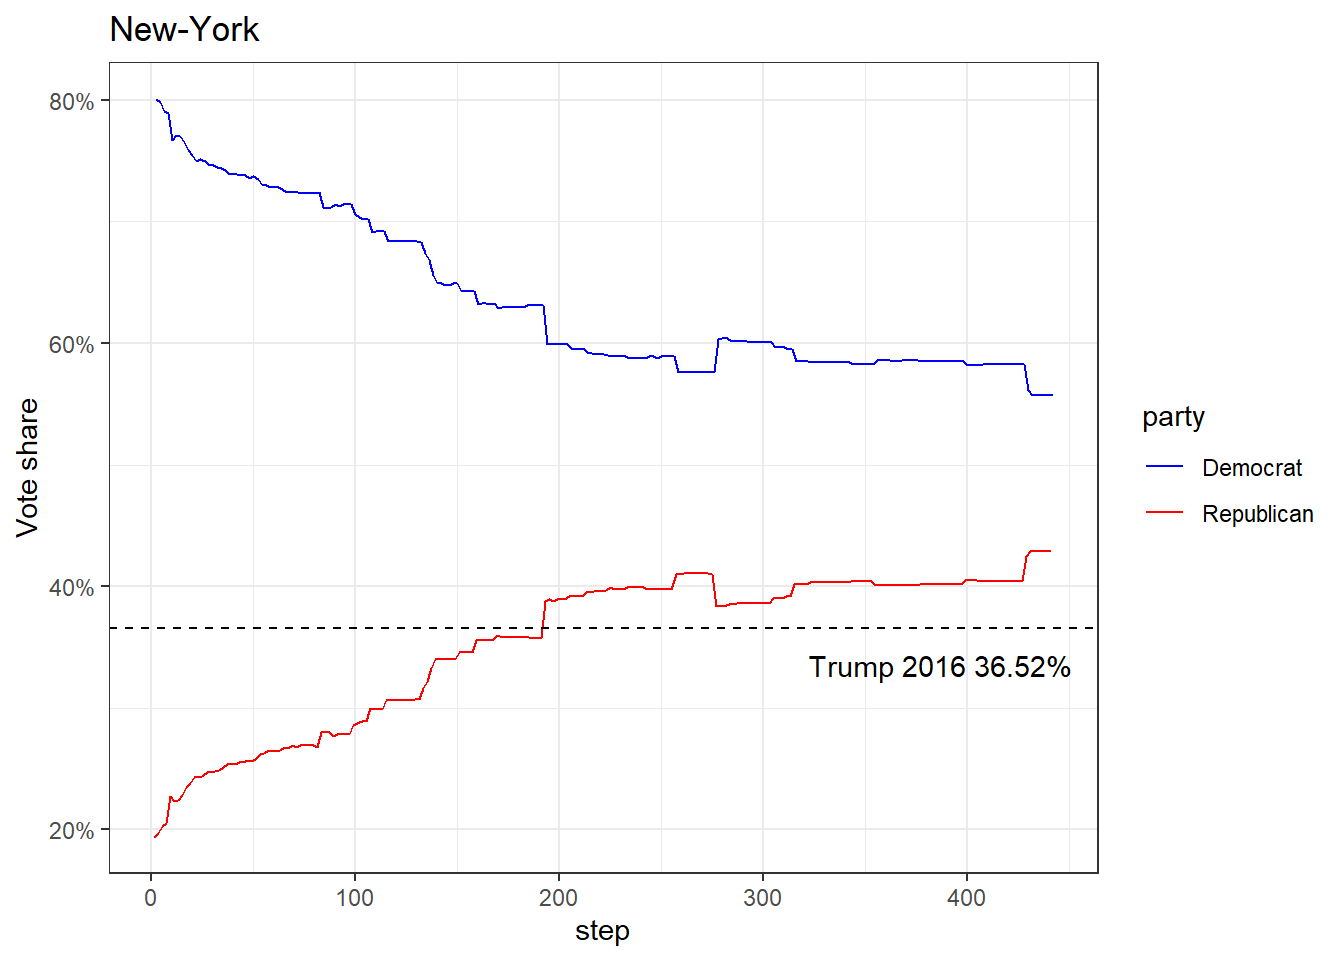 New-York
80%
60%
40%
20%
Vote share
Trump 2016 36.52%
0 100 200 300 400
step
party
Democrat
Republican